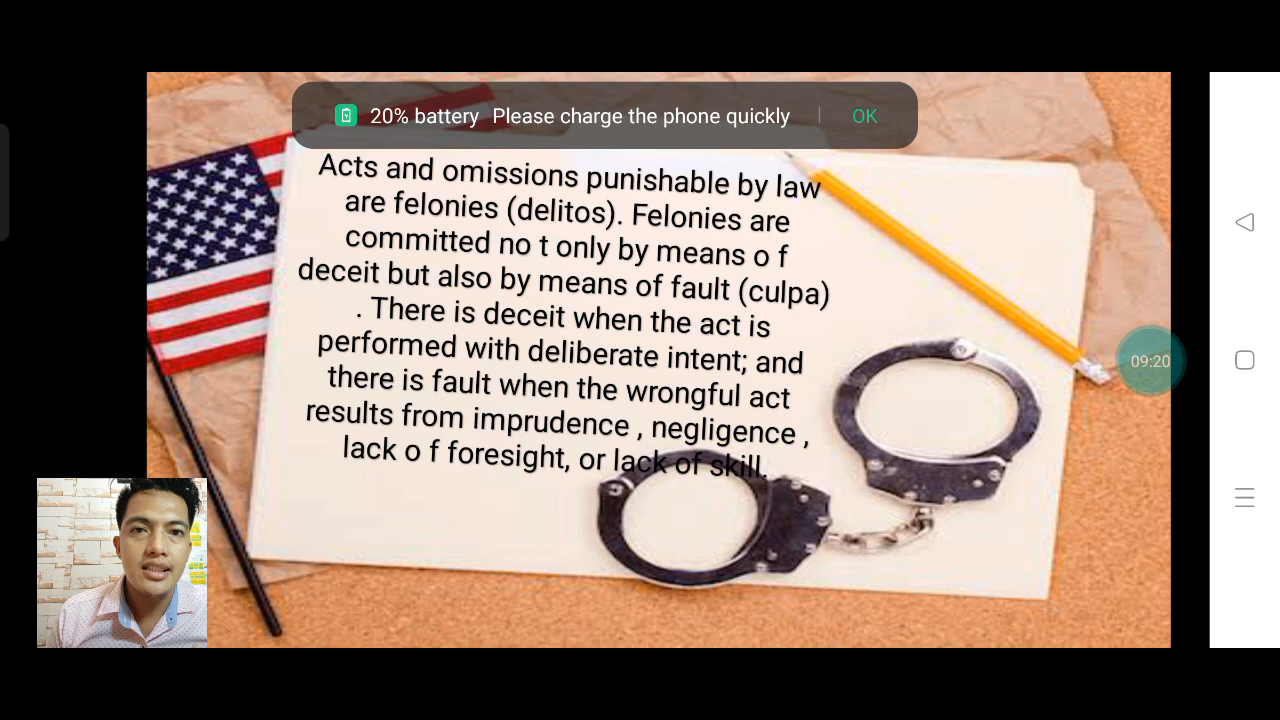 20% battery Please charge the phone quickly OK
Acts and omissions punishable by law
are felonies (delitos). Felonies are
committed no t only by means o f
deceit but also by means of fault (culpa)
. There is deceit when the act is
performed with deliberate intent; and
there is fault when the wrongful act
results from imprudence , negligence ,
lack o f foresight, or lack of skill.
09:20